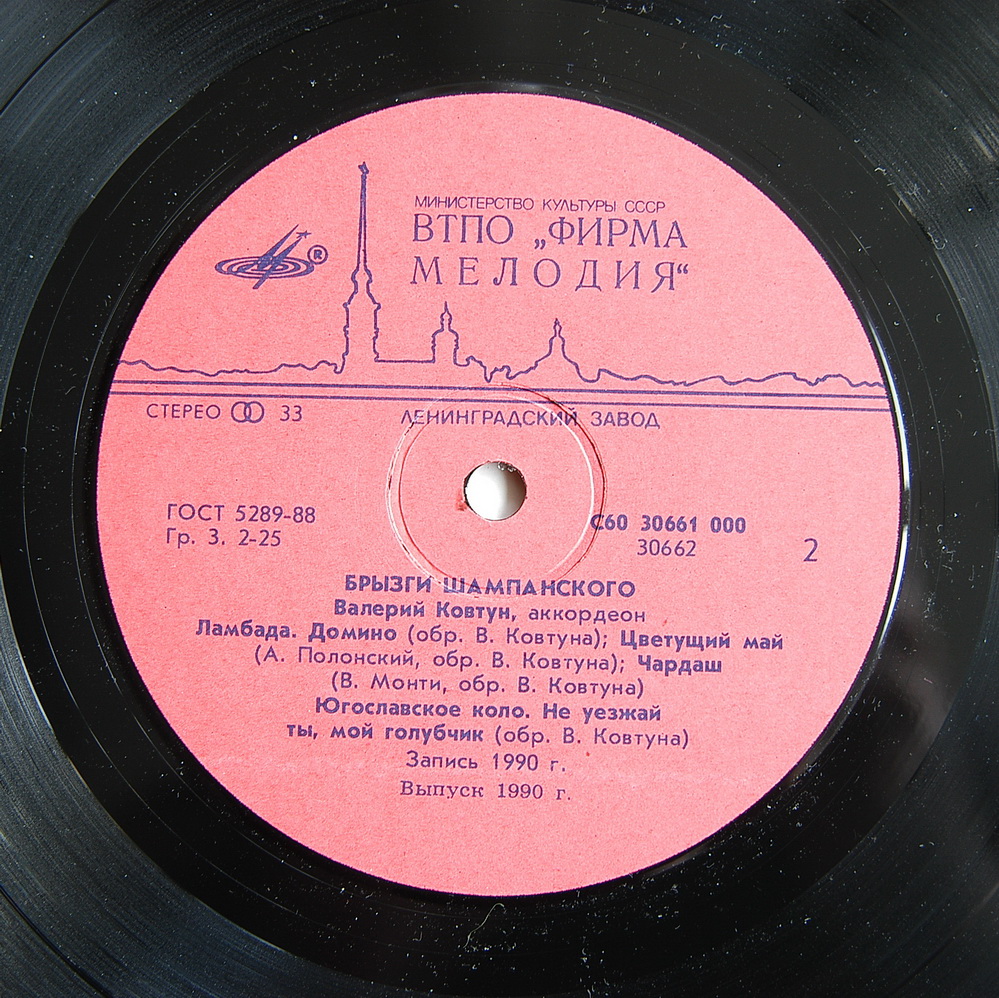 МИНИСТЕРСТВО КУЛЬТУРЫ СССР
ВТПО „ФИРМА
МЕЛОДИЯ“
®
СТЕРЕО 33
ЛЕНИНГРАДСКИЙ ЗАВОД
ГОСТ 5289-88
Гр. 3. 2-25
С60 30661 000
30662
2
БРЫЗГИ ШАМПАНСКОГО
Валерий Ковтун, аккордеон
Ламбада. Домино (обр. В. Ковтуна); Цветущий май
(А. Полонский, обр. В. Ковтуна); Чардаш
(В. Монти, обр. В. Ковтуна)
Югославское коло. Не уезжай
ты, мой голубчик (обр. В. Ковтуна)
Запись 1990 г.
Выпуск 1990 г.